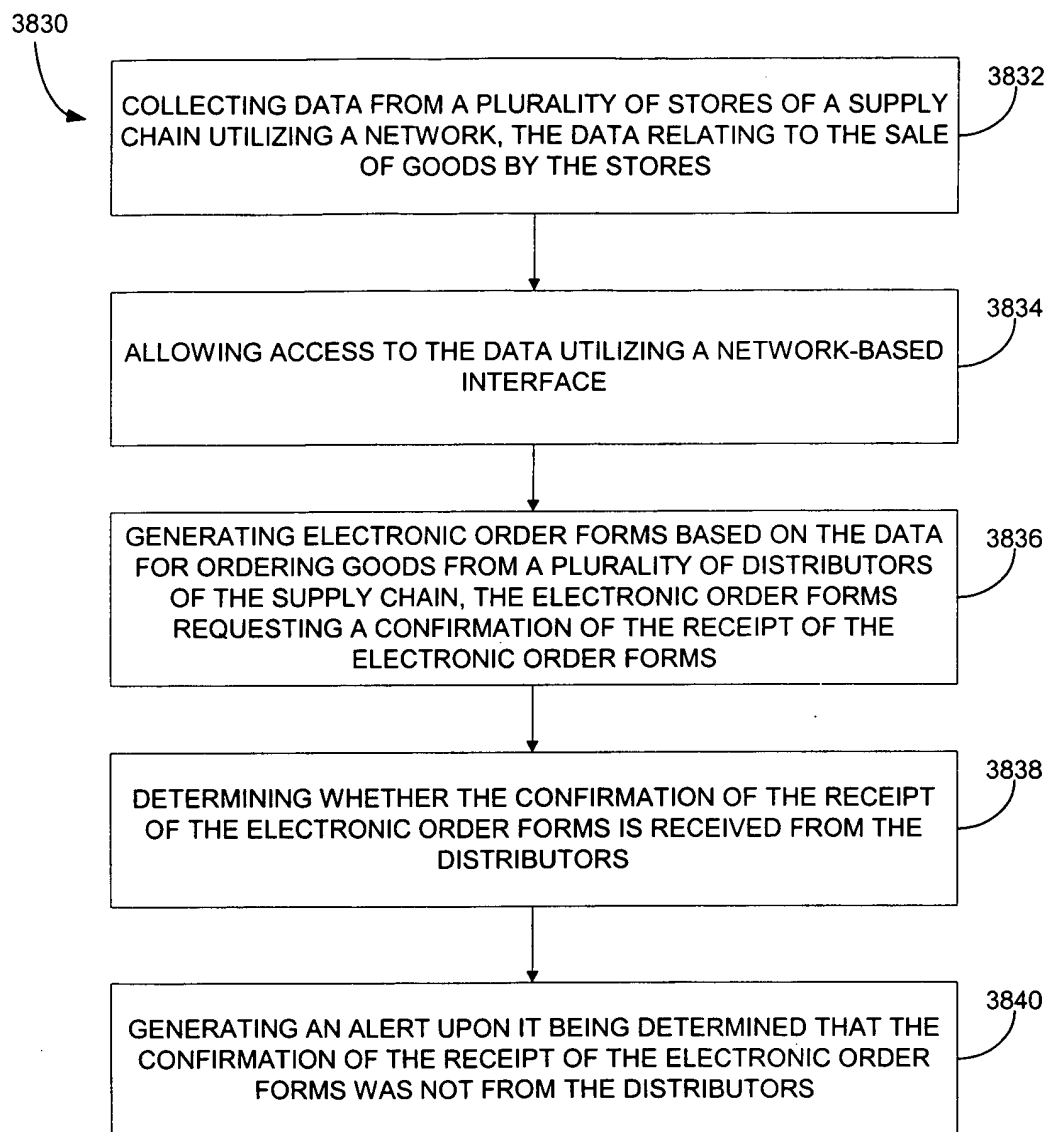 3830
3832
COLLECTING DATA FROM A PLURALITY OF STORES OF A SUPPLY
CHAIN UTILIZING A NETWORK, THE DATA RELATING TO THE SALE
OF GOODS BY THE STORES
3834
ALLOWING ACCESS TO THE DATA UTILIZING A NETWORK-BASED
INTERFACE
3836
GENERATING ELECTRONIC ORDER FORMS BASED ON THE DATA
FOR ORDERING GOODS FROM A PLURALITY OF DISTRIBUTORS
OF THE SUPPLY CHAIN, THE ELECTRONIC ORDER FORMS
REQUESTING A CONFIRMATION OF THE RECEIPT OF THE
ELECTRONIC ORDER FORMS
3838
DETERMINING WHETHER THE CONFIRMATION OF THE RECEIPT
OF THE ELECTRONIC ORDER FORMS IS RECEIVED FROM THE
DISTRIBUTORS
3840
GENERATING AN ALERT UPON IT BEING DETERMINED THAT THE
CONFIRMATION OF THE RECEIPT OF THE ELECTRONIC ORDER
FORMS WAS NOT FROM THE DISTRIBUTORS